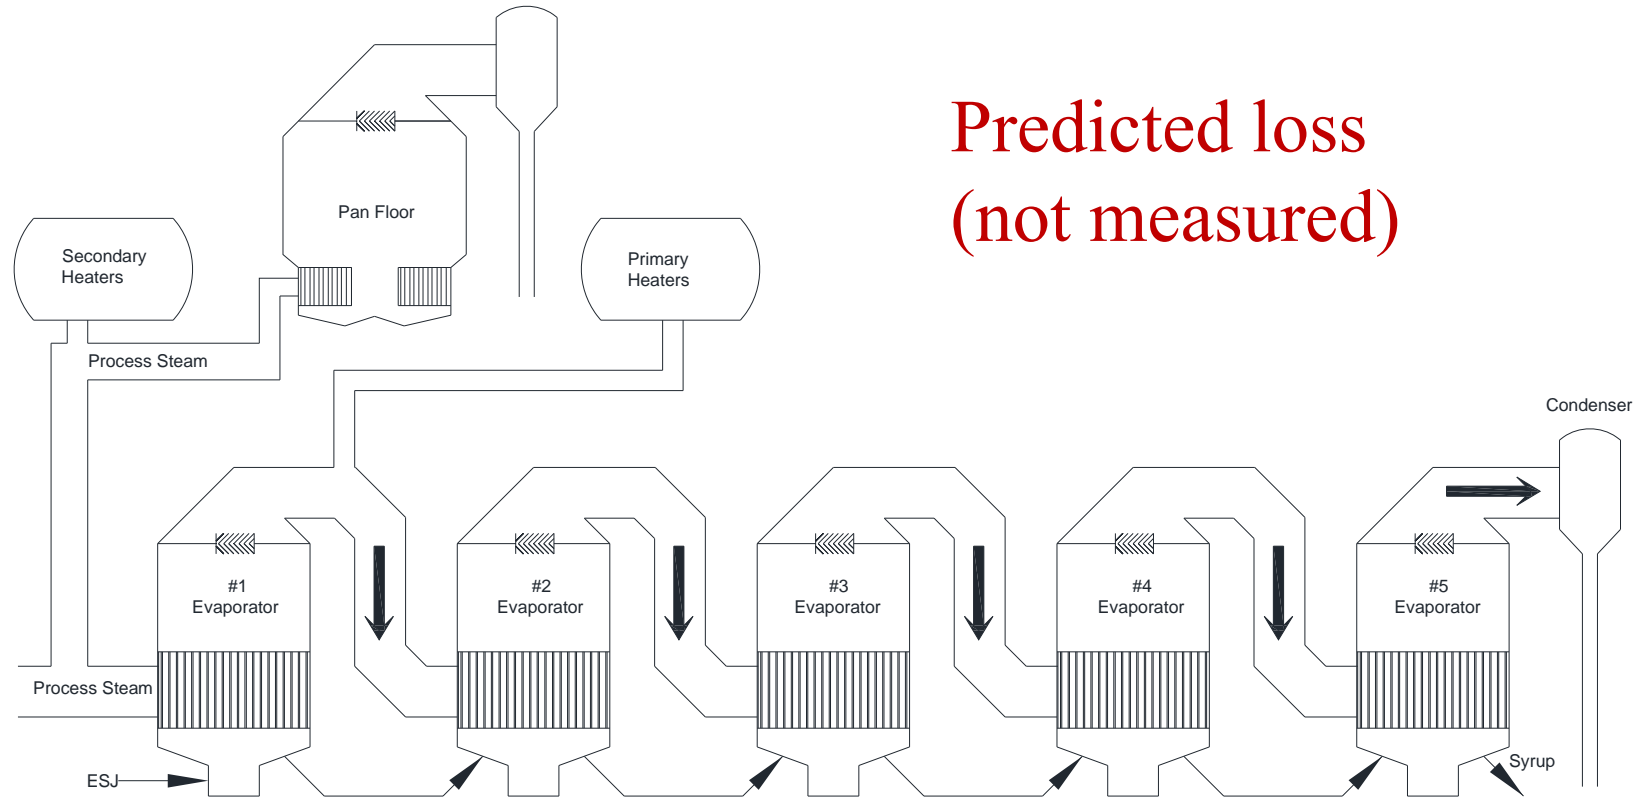 Predicted loss
(not measured)
Pan Floor
Secondary
Heaters
Primary
Heaters
Process Steam
Condenser
#1
Evaporator
#2
Evaporator
#3
Evaporator
#4
Evaporator
#5
Evaporator
Process Steam
ESJ
Syrup